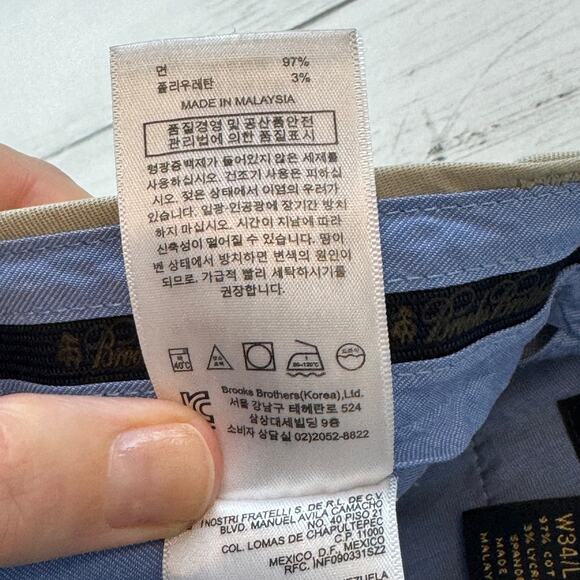 면 97%
폴리우레탄 3%
MADE IN MALAYSIA
품질경영 및 공산품안전
관리법에 의한 품질표시
형광증백제가 들어있지 않은 세제를
사용하십시오. 건조기 사용은 피하십
시오. 젖은 상태에서 이염의 우려가
있습니다. 일광·인공광에 장기간 방치
하지 마십시오. 시간이 지남에 따라
신축성이 떨어질 수 있습니다. 땀이
벤 상태에서 방치하면 변색의 원인이
되므로, 가급적 빨리 세탁하시기를
권장합니다.
Brooks Brothers
Brooks Brothers(Korea),Ltd.
서울 강남구 테헤란로 524
삼상대세빌딩 9층
소비자 상담실 02)2052-8822
I NOSTRI FRATELLI S. DE R.L. DE C.V.
BLVD. MANUEL AVILA CAMACHO
NO. 40 PISO 21
COL. LOMAS DE CHAPULTEPEC
C.P. 11000
MEXICO, D.F. MEXICO
RFC. INF090331SZ2
W34/L
97% COT
3% LYCR
SPAND
MALA